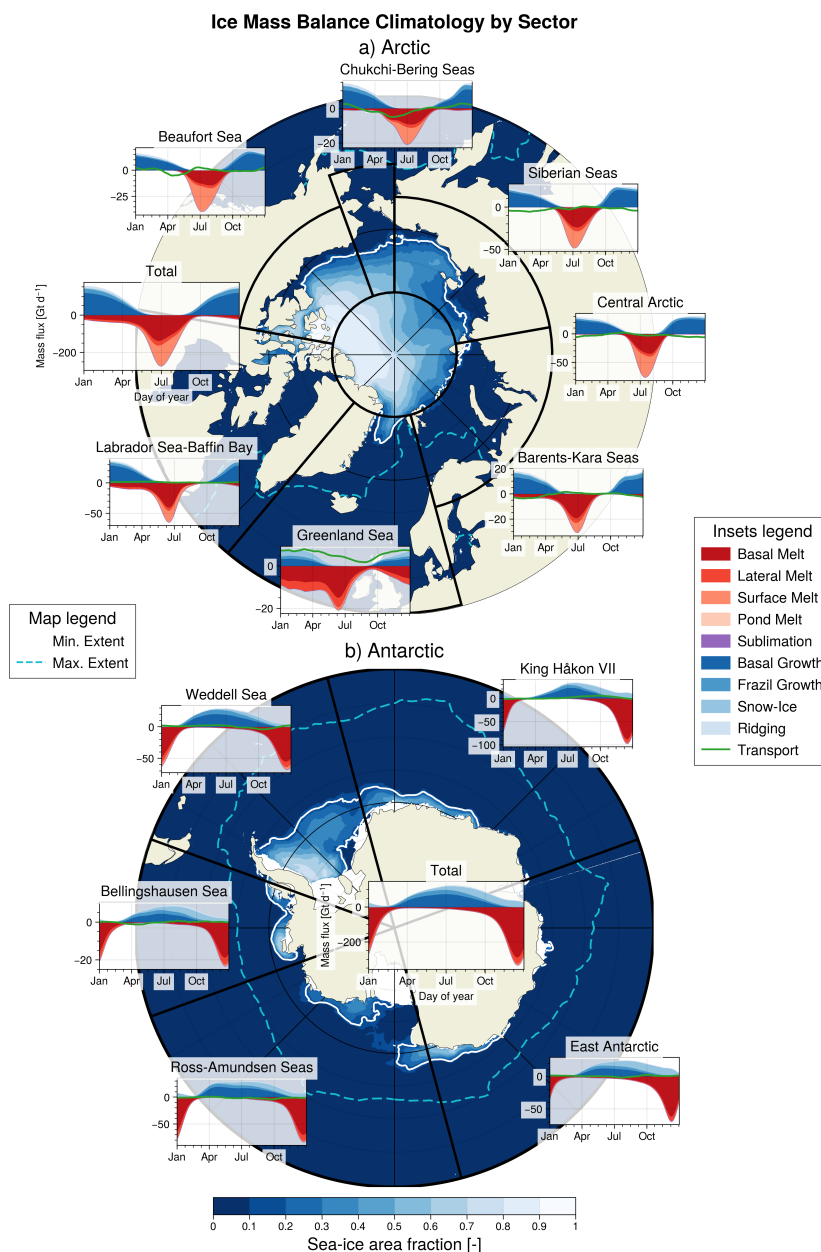 Ice Mass Balance Climatology by Sector
a) Arctic
Chukchi-Bering Seas
0
−20
Jan Apr Jul Oct
Beaufort Sea
0
−25
Jan Apr Jul Oct
Siberian Seas
0
−50
Jan Apr Jul Oct
Total
Mass flux [Gt d⁻¹]
0
−200
Jan Apr Jul Oct
Day of year
Central Arctic
0
−50
Jan Apr Jul Oct
Labrador Sea-Baffin Bay
0
−50
Jan Apr Jul Oct
Barents-Kara Seas
20
0
−20
Jan Apr Jul Oct
Greenland Sea
0
−20
Jan Apr Jul Oct
Insets legend
Basal Melt
Lateral Melt
Surface Melt
Pond Melt
Sublimation
Basal Growth
Frazil Growth
Snow-Ice
Ridging
Transport
Map legend
Min. Extent
Max. Extent
b) Antarctic
King Håkon VII
0
−50
−100
Jan Apr Jul Oct
Weddell Sea
0
−50
Jan Apr Jul Oct
Total
Mass flux [Gt d⁻¹]
0
−200
Jan Apr Jul Oct
Day of year
Bellingshausen Sea
0
−20
Jan Apr Jul Oct
East Antarctic
0
−50
Jan Apr Jul Oct
Ross-Amundsen Seas
0
−50
Jan Apr Jul Oct
0 0.1 0.2 0.3 0.4 0.5 0.6 0.7 0.8 0.9 1
Sea-ice area fraction [-]